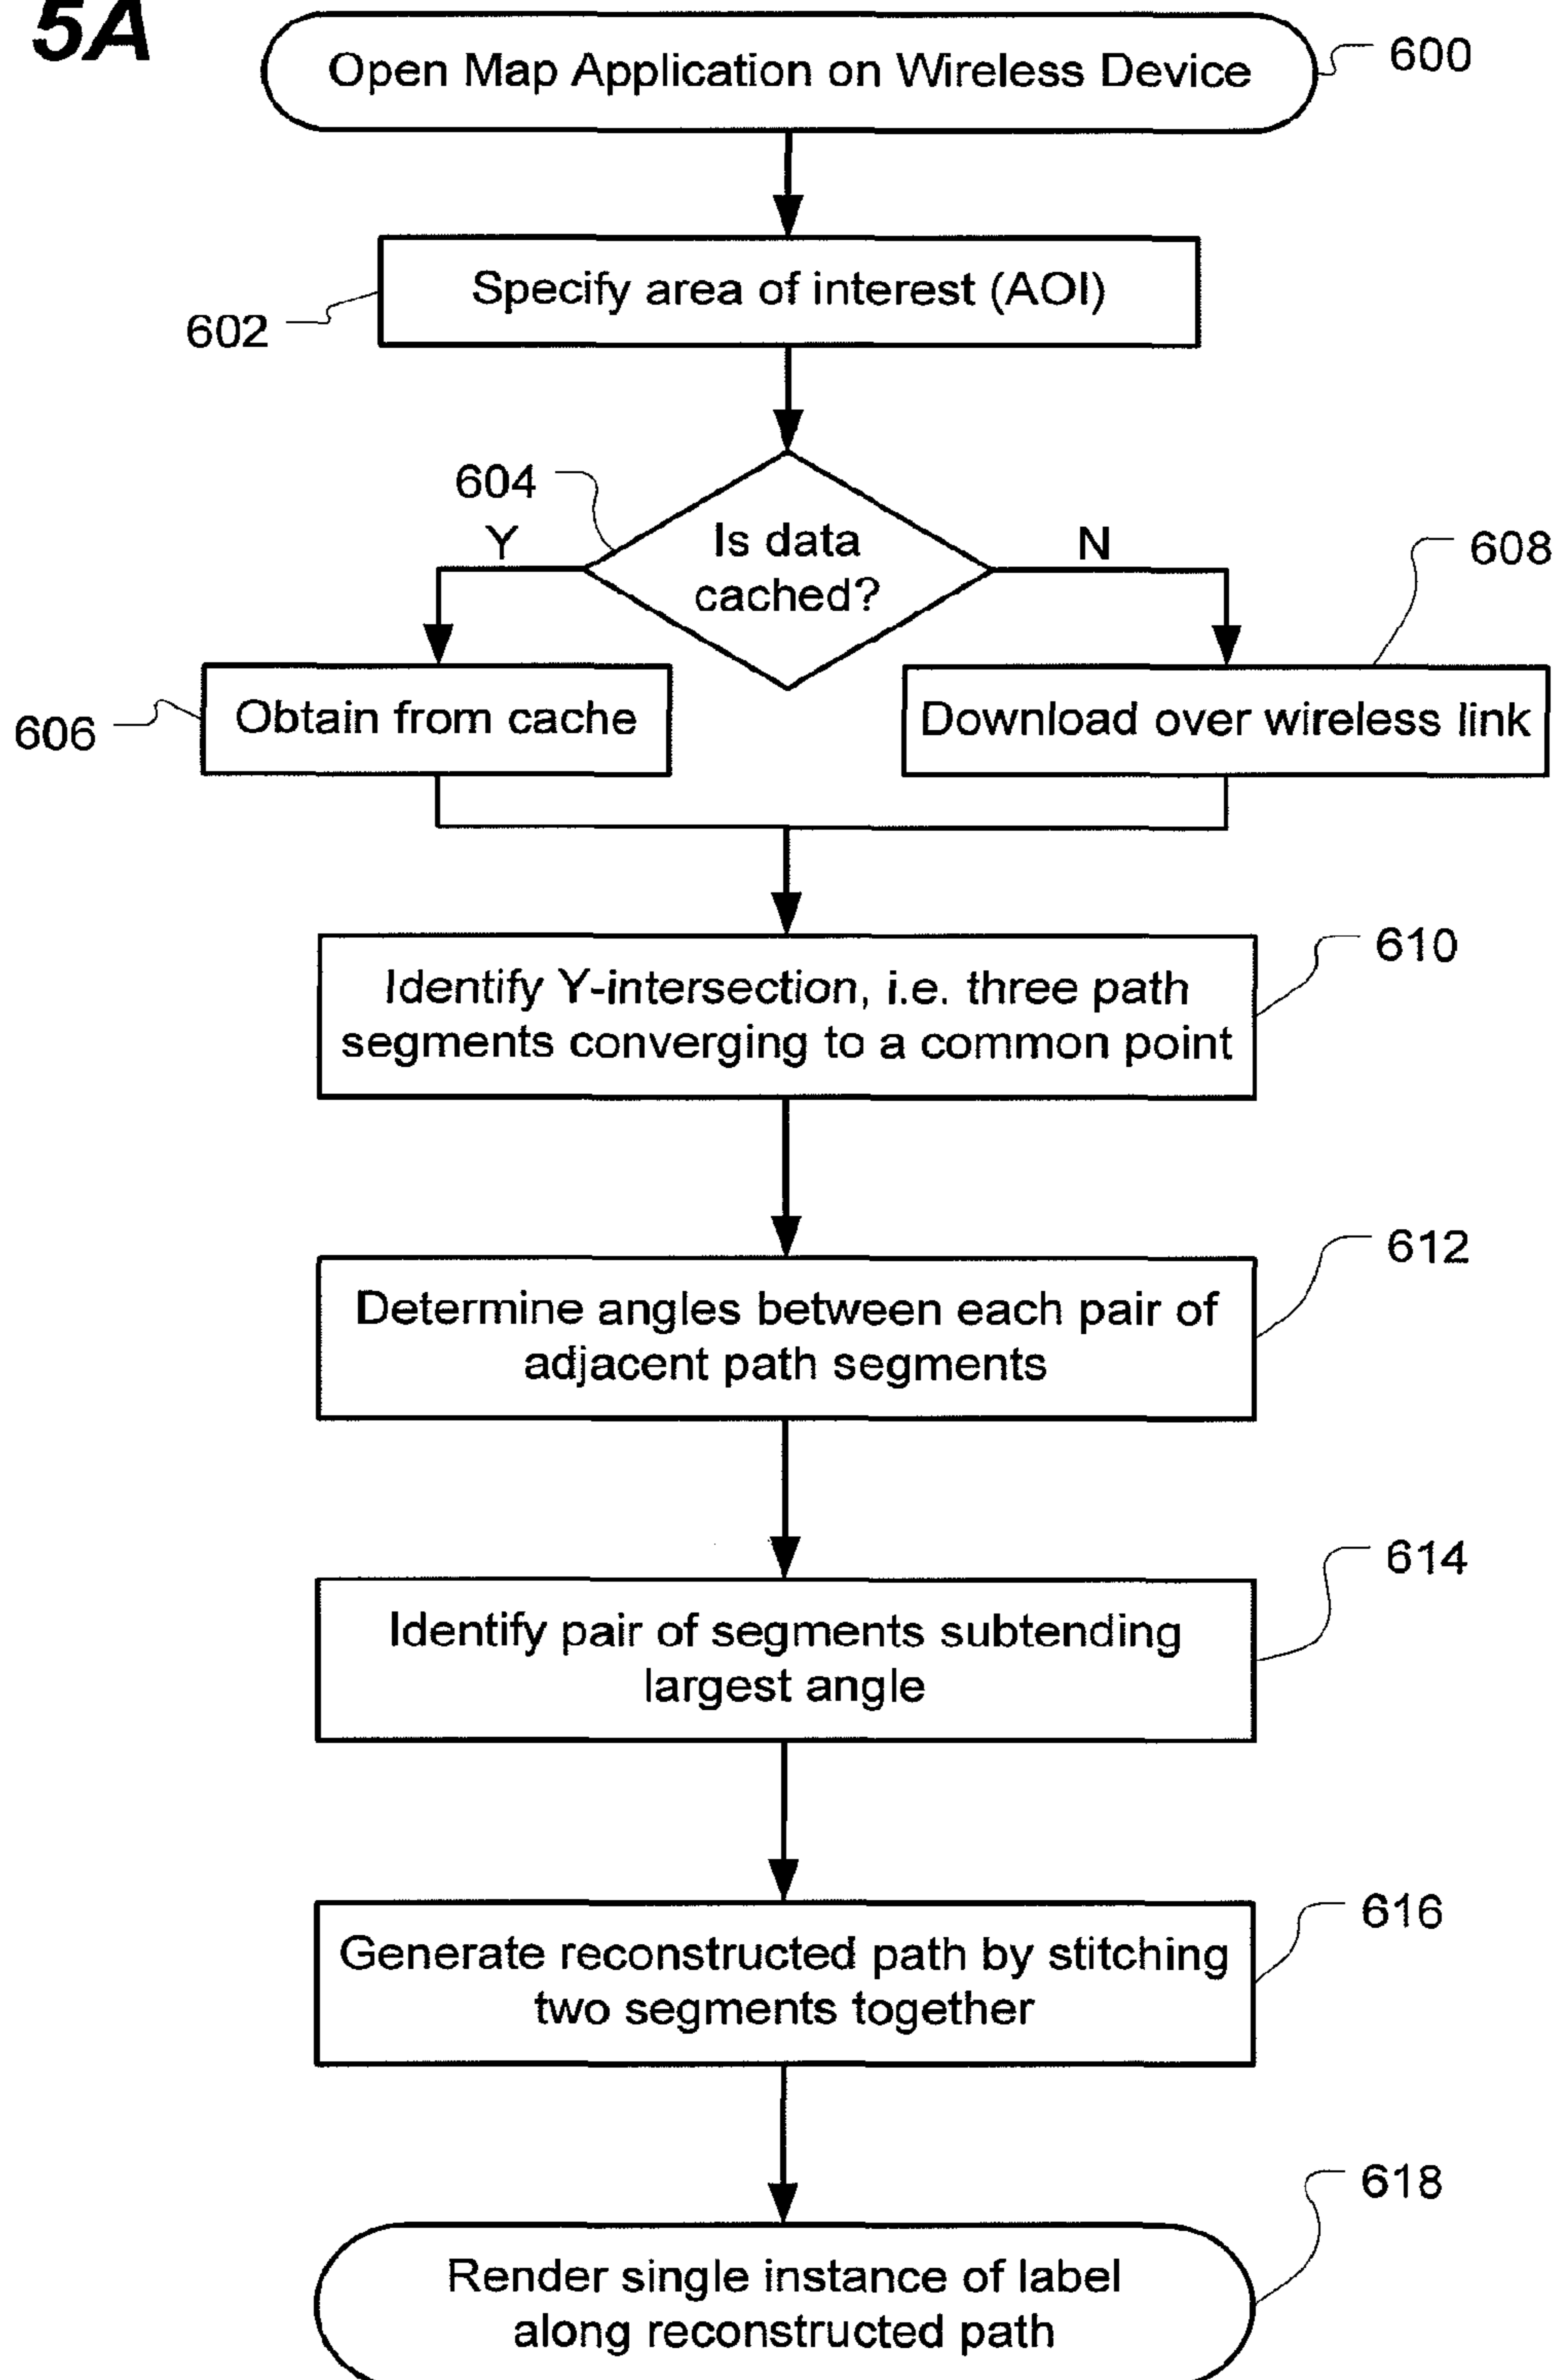 5A
Open Map Application on Wireless Device
600
Specify area of interest (AOI)
602
604
Y
Is data
cached?
N
608
606
Obtain from cache
Download over wireless link
610
Identify Y-intersection, i.e. three path
segments converging to a common point
612
Determine angles between each pair of
adjacent path segments
614
Identify pair of segments subtending
largest angle
616
Generate reconstructed path by stitching
two segments together
618
Render single instance of label
along reconstructed path